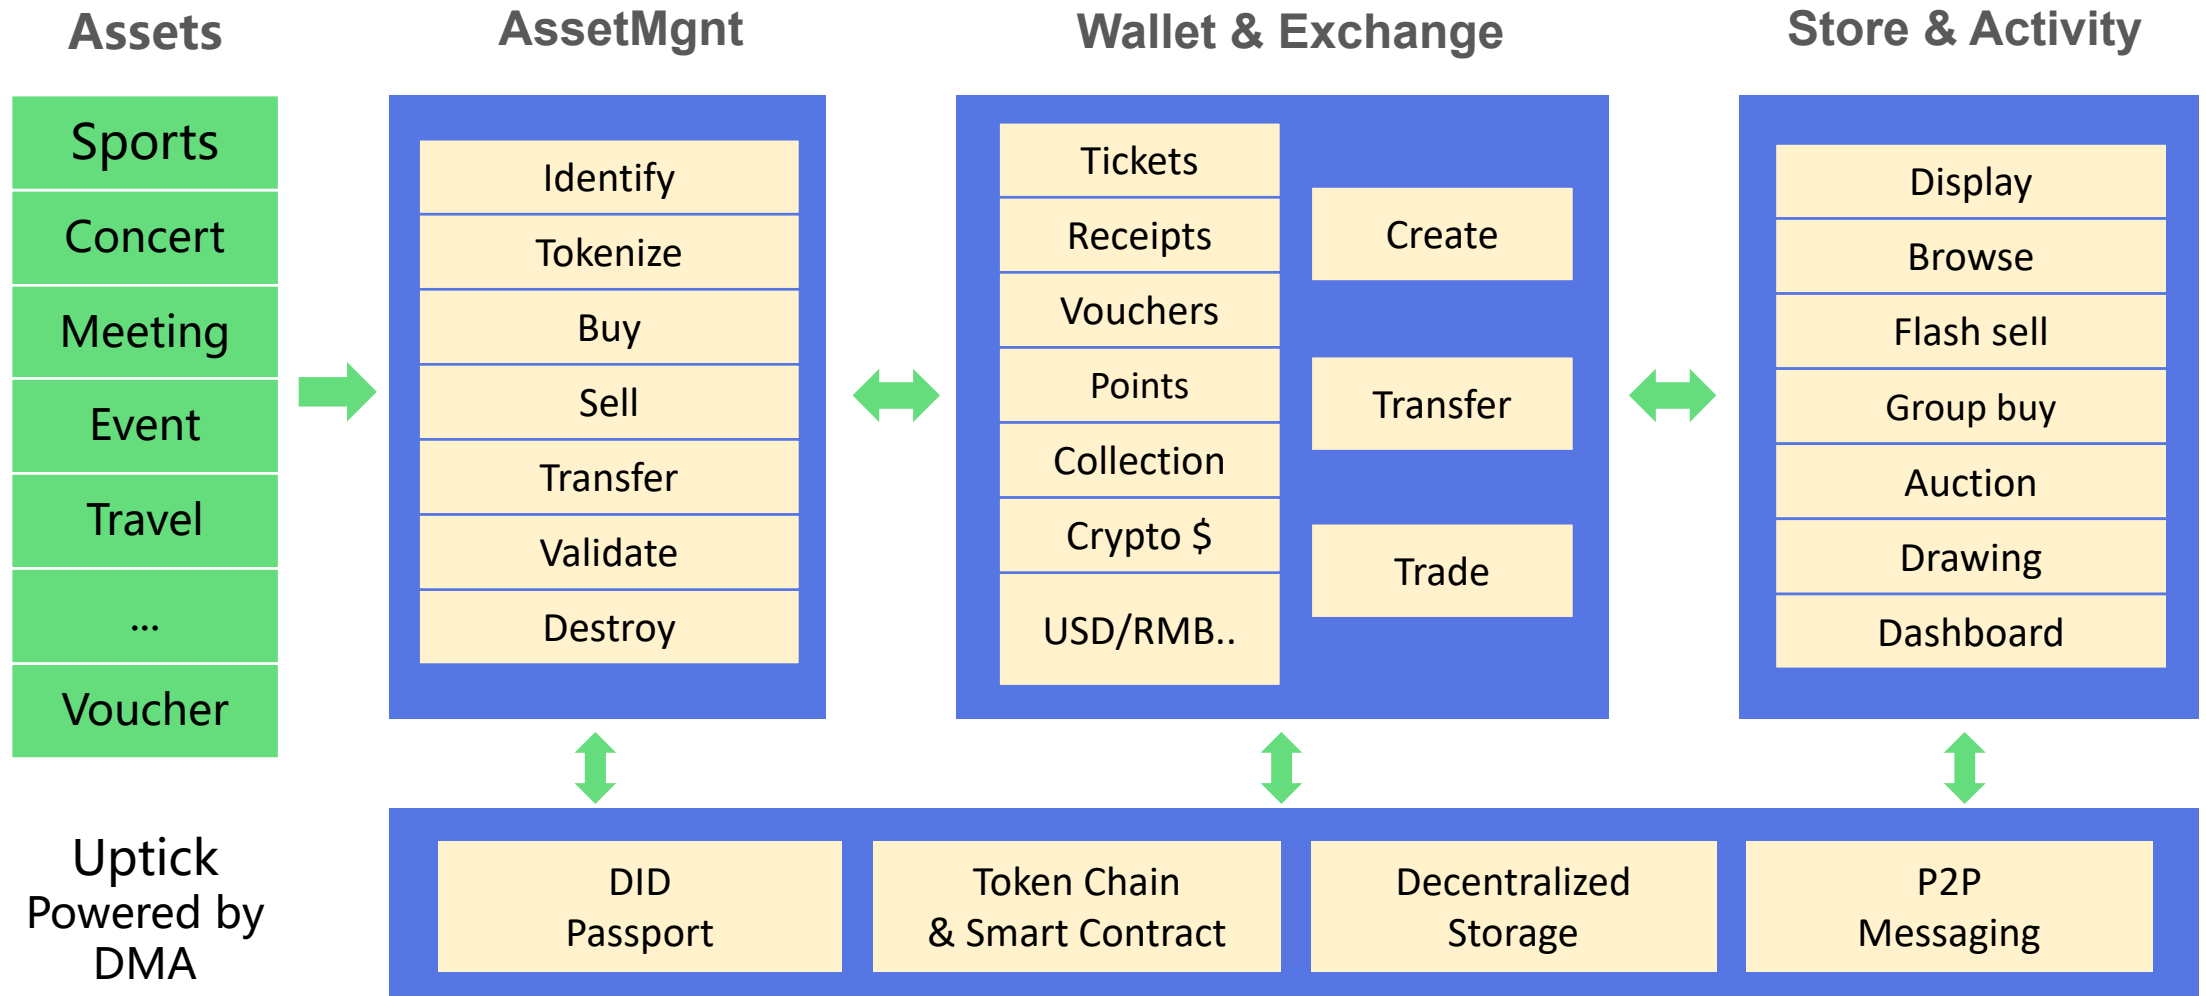 Assets
AssetMgnt
Wallet & Exchange
Store & Activity
Sports
Concert
Meeting
Event
Travel
...
Voucher
Identify
Tokenize
Buy
Sell
Transfer
Validate
Destroy
Tickets
Receipts
Vouchers
Points
Collection
Crypto $
USD/RMB..
Create
Transfer
Trade
Display
Browse
Flash sell
Group buy
Auction
Drawing
Dashboard
Uptick
Powered by
DMA
DID
Passport
Token Chain
& Smart Contract
Decentralized
Storage
P2P
Messaging